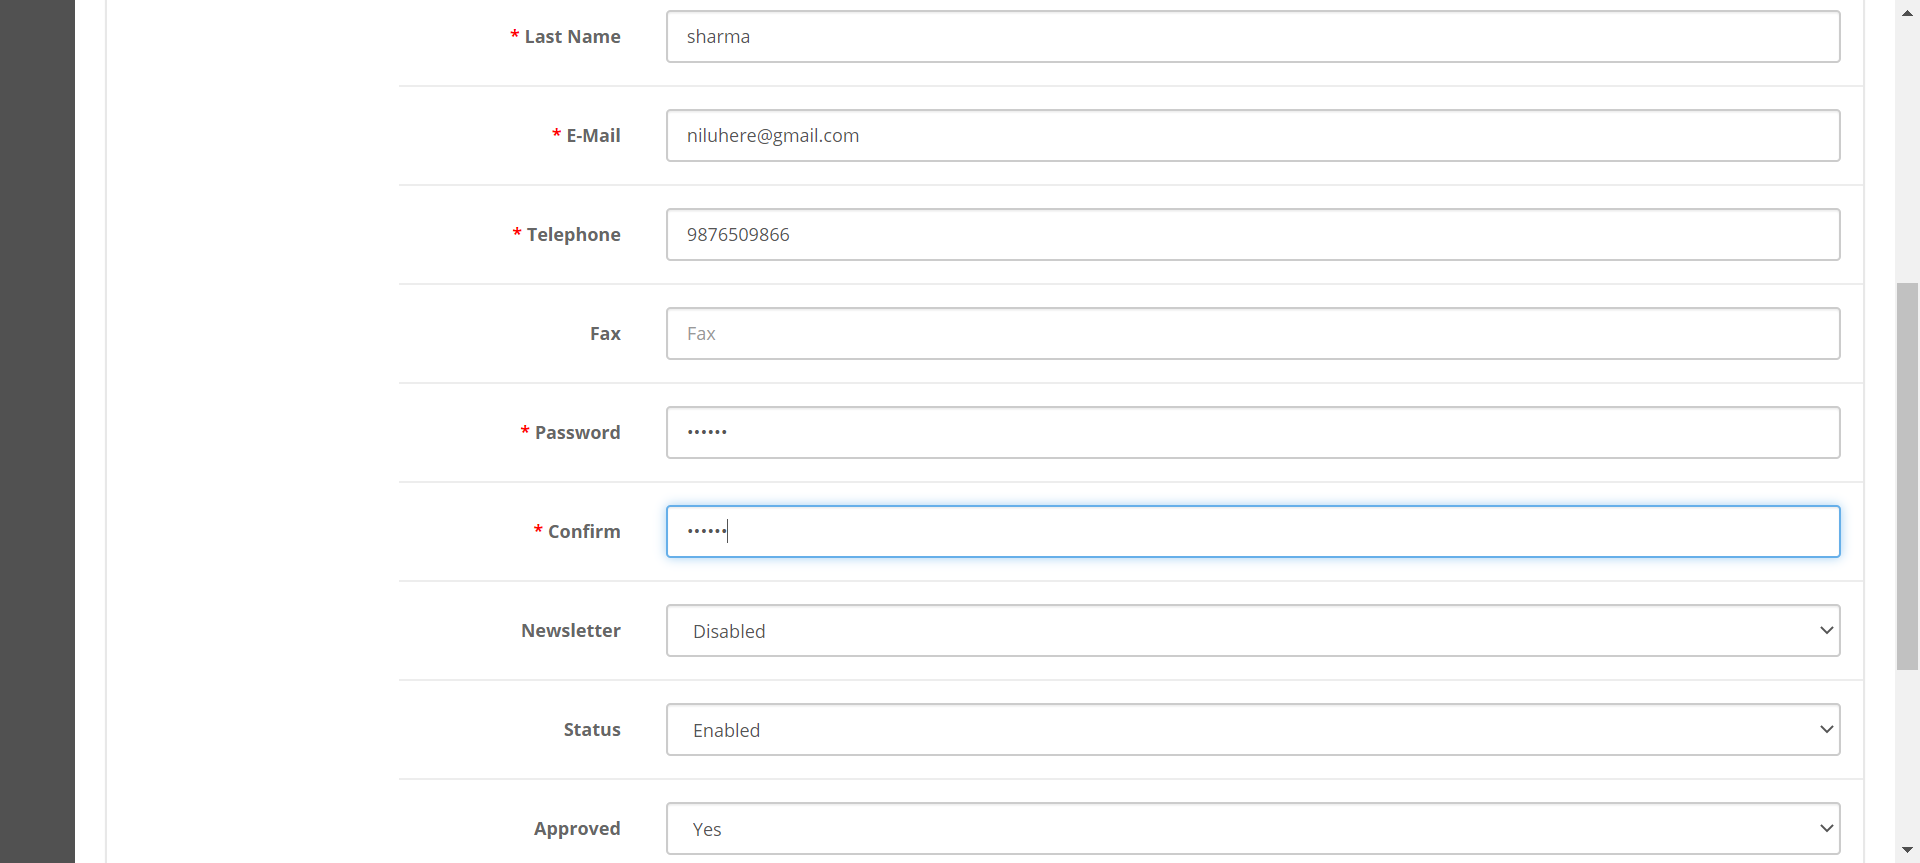 * Last Name sharma
* E-Mail niluhere@gmail.com
* Telephone 9876509866
Fax Fax
* Password ••••••
* Confirm ••••••
Newsletter Disabled
Status Enabled
Approved Yes